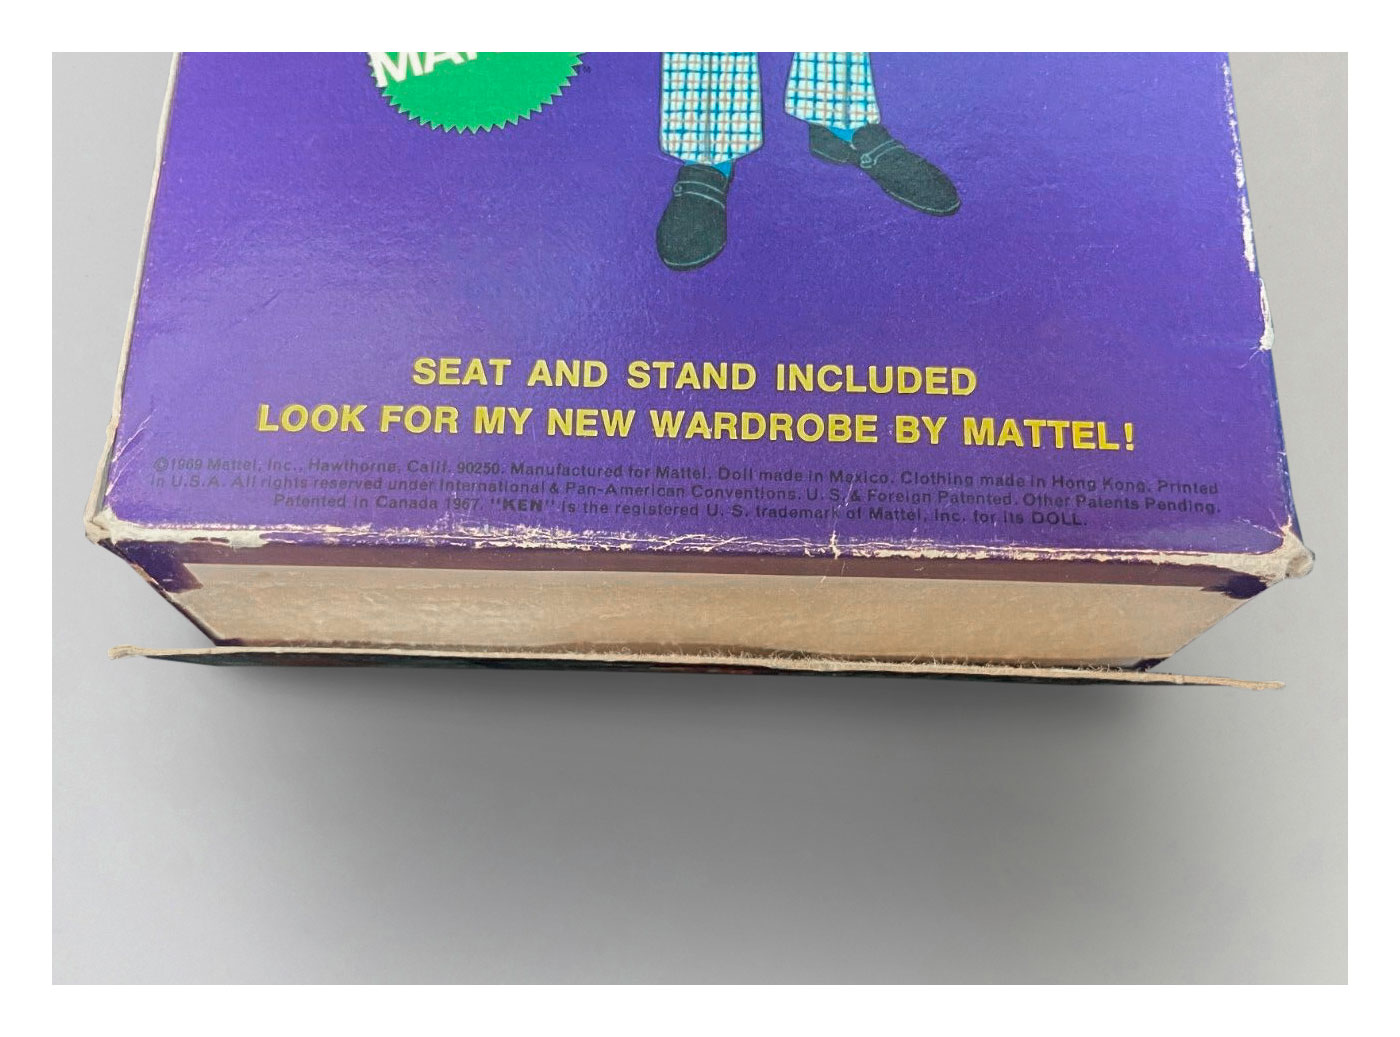 MA
SEAT AND STAND INCLUDED
LOOK FOR MY NEW WARDROBE BY MATTEL!
©1969 Mattel, Inc., Hawthorne, Calif. 90250. Manufactured for Mattel. Doll made in Mexico. Clothing made in Hong Kong. Printed
in U.S.A. All rights reserved under International & Pan-American Conventions. U. S. & Foreign Patented. Other Patents Pending.
Patented in Canada 1967. "KEN" is the registered U. S. trademark of Mattel, Inc. for its DOLL.